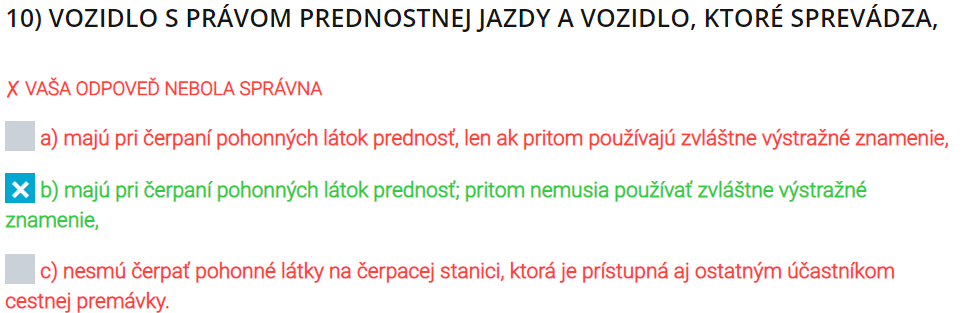 10) VOZIDLO S PRÁVOM PREDNOSTNEJ JAZDY A VOZIDLO, KTORÉ SPREVÁDZA,
✗ VAŠA ODPOVEĎ NEBOLA SPRÁVNA
a) majú pri čerpaní pohonných látok prednosť, len ak pritom používajú zvláštne výstražné znamenie,
b) majú pri čerpaní pohonných látok prednosť; pritom nemusia používať zvláštne výstražné
znamenie,
c) nesmú čerpať pohonné látky na čerpacej stanici, ktorá je prístupná aj ostatným účastníkom
cestnej premávky.